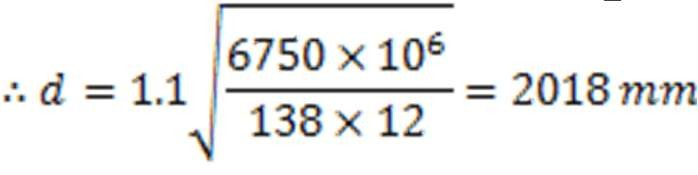 ∴ d = 1.1 √(6750 × 10⁶ / 138 × 12) = 2018 mm